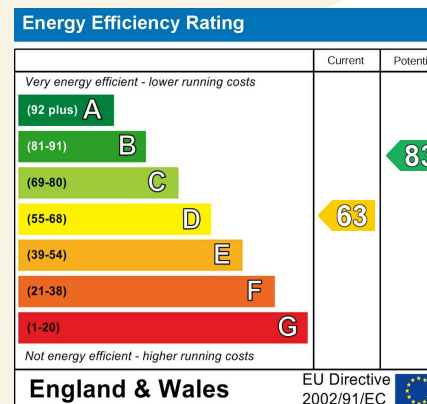 Energy Efficiency Rating
Current Potenti
Very energy efficient - lower running costs
(92 plus) A
(81-91) B
83
(69-80) C
(55-68) D
63
(39-54) E
(21-38) F
(1-20) G
Not energy efficient - higher running costs
England & Wales
EU Directive
2002/91/EC